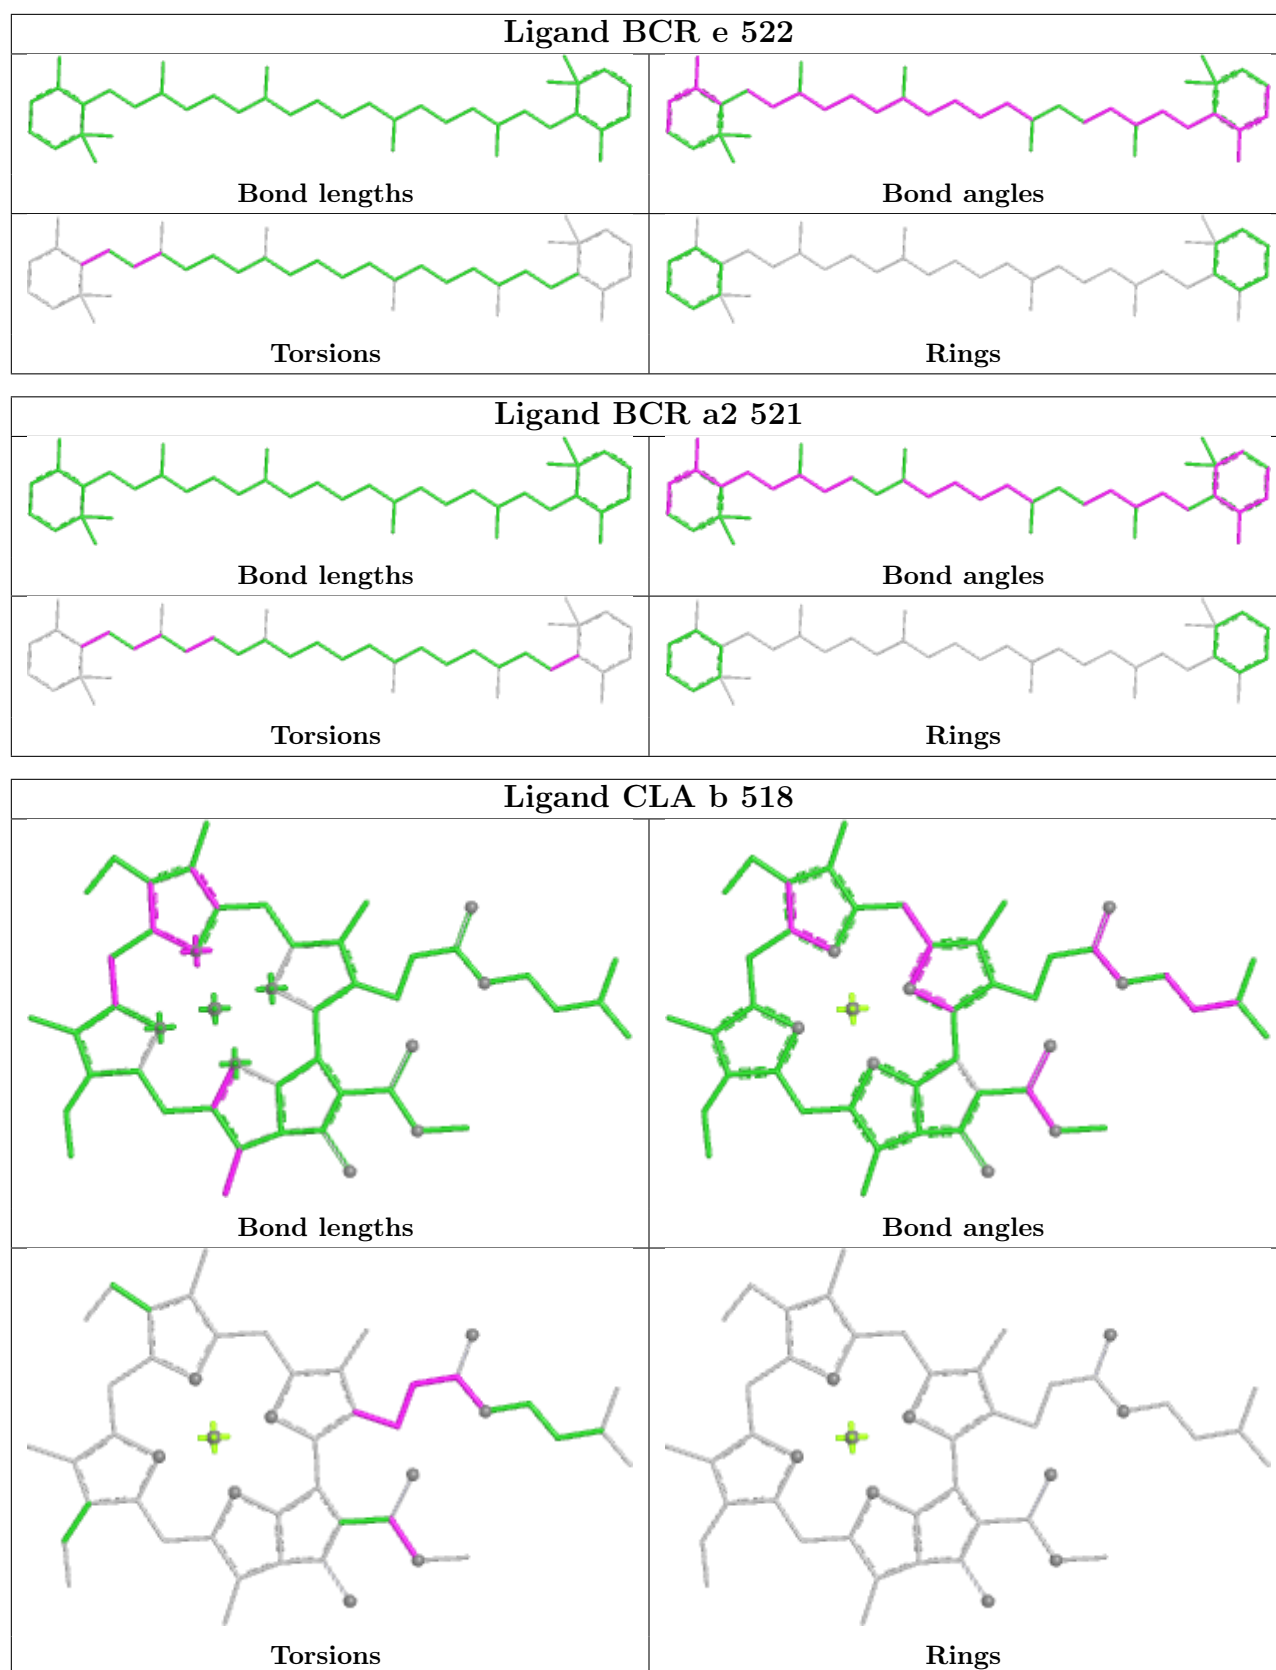 Ligand BCR e 522
Bond lengths
Bond angles
Torsions
Rings
Ligand BCR a2 521
Bond lengths
Bond angles
Torsions
Rings
Ligand CLA b 518
Bond lengths
Bond angles
Torsions
Rings